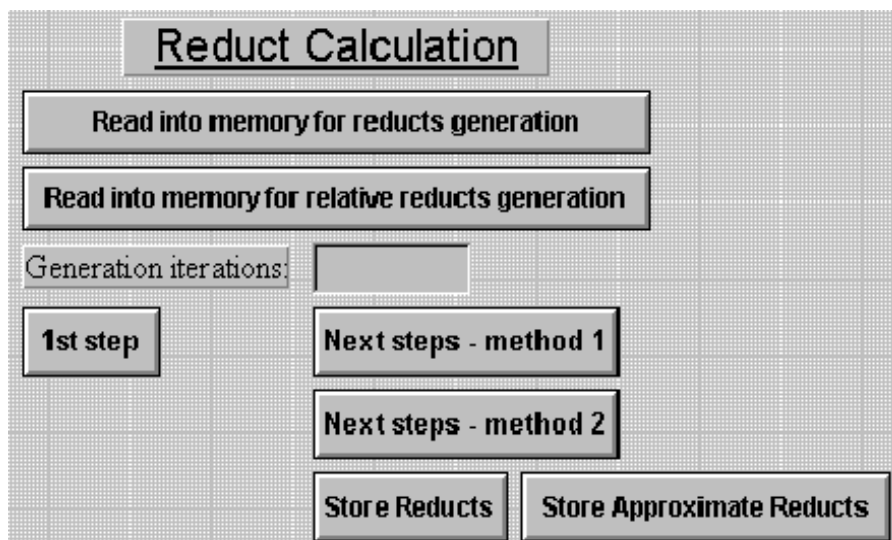 Reduct Calculation
Read into memory for reducts generation
Read into memory for relative reducts generation
Generation iterations:
1st step
Next steps - method 1
Next steps - method 2
Store Reducts
Store Approximate Reducts